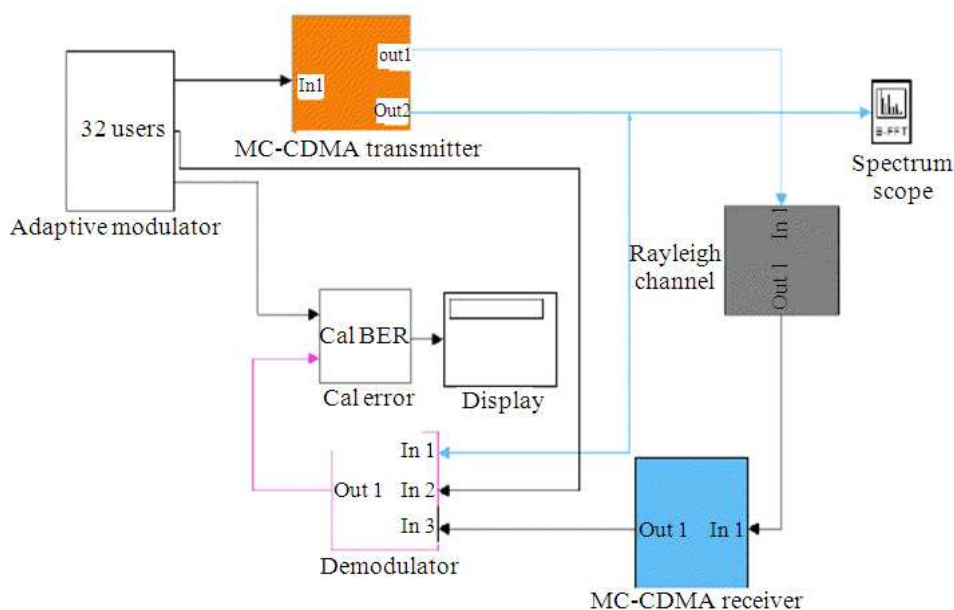 32 users
Adaptive modulator
In1
out1
Out2
MC-CDMA transmitter
B-FFT
Spectrum
scope
Rayleigh
channel
In 1
Out 1
Cal BER
Cal error
Display
In 1
Out 1
In 2
In 3
Demodulator
Out 1
In 1
MC-CDMA receiver